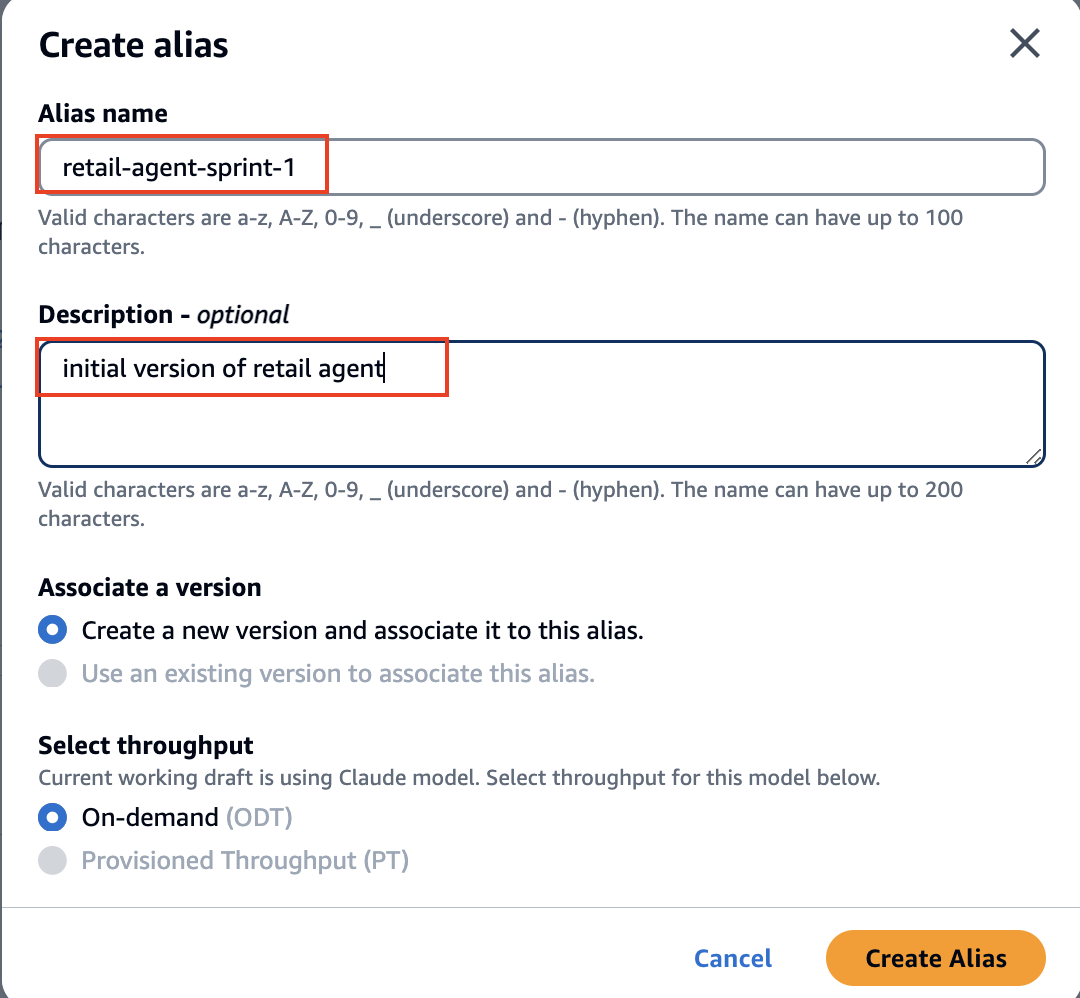 Create alias
Alias name
retail-agent-sprint-1
Valid characters are a-z, A-Z, 0-9, _ (underscore) and - (hyphen). The name can have up to 100
characters.
Description - optional
initial version of retail agent
Valid characters are a-z, A-Z, 0-9, _ (underscore) and - (hyphen). The name can have up to 200
characters.
Associate a version
Create a new version and associate it to this alias.
Use an existing version to associate this alias.
Select throughput
Current working draft is using Claude model. Select throughput for this model below.
On-demand (ODT)
Provisioned Throughput (PT)
Cancel
Create Alias